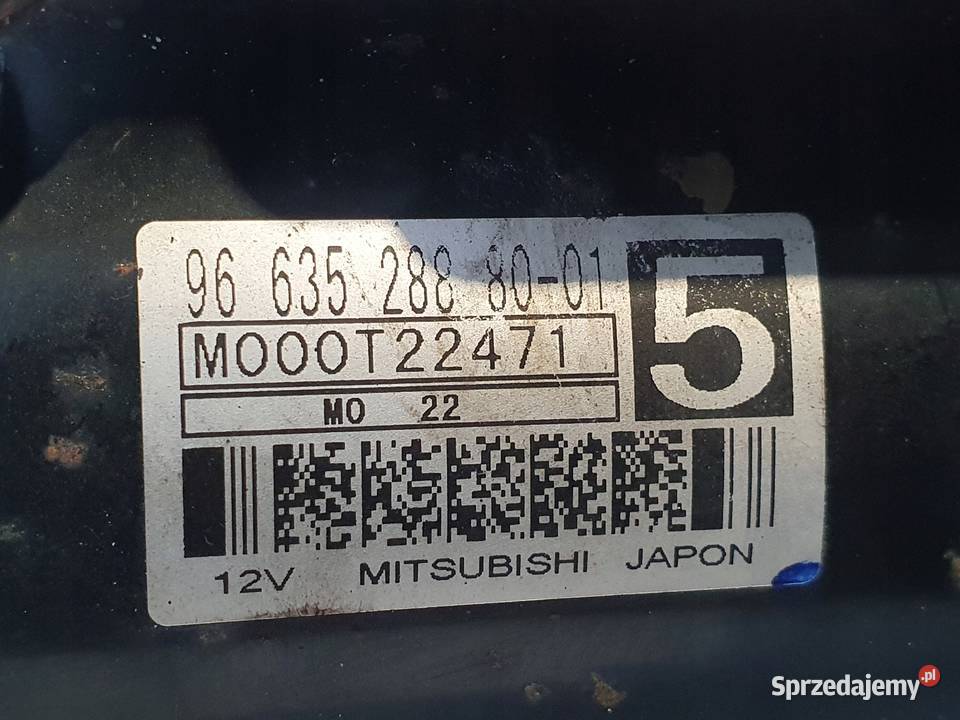 96 635 288 80-01
5
M000T22471
MO 22
12V MITSUBISHI JAPON
Sprzedajemy.pl